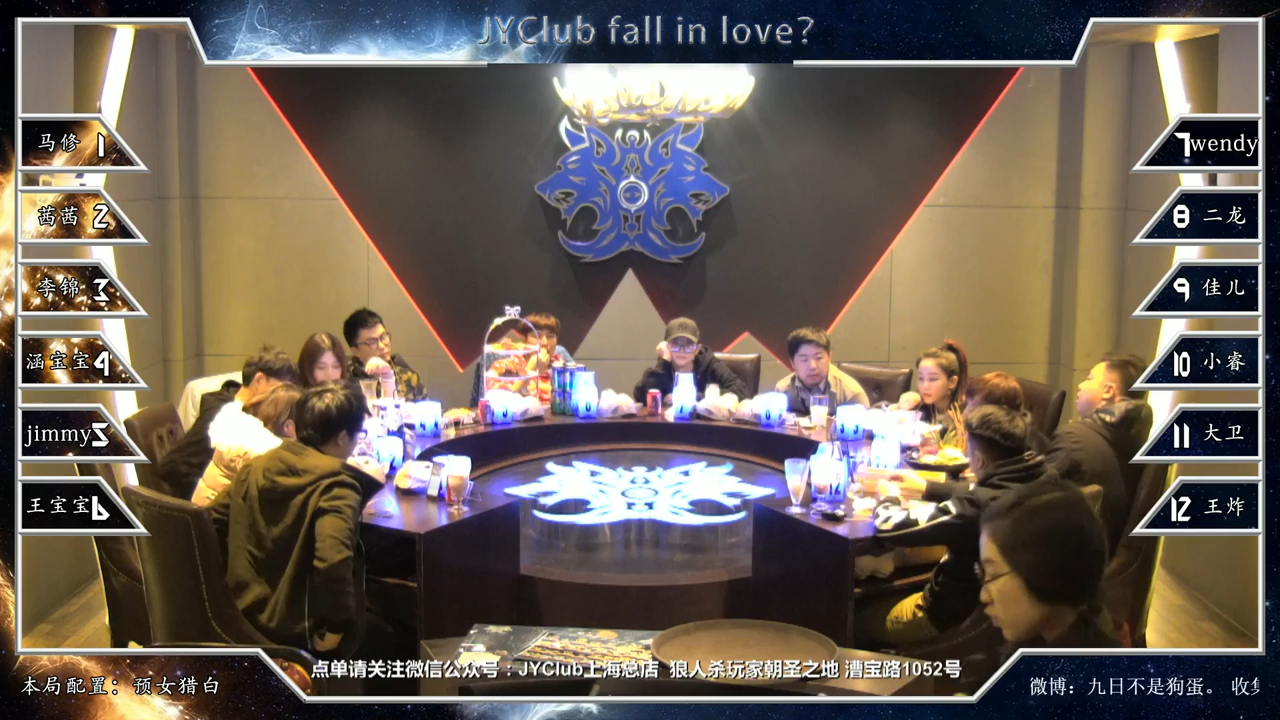 JYClub fall in love?
马修 1
茜茜 2
李锦 3
涵宝宝 4
jimmy 5
王宝宝 6
7 wendy
8 二龙
9 佳儿
10 小睿
11 大卫
12 王炸
点单请关注微信公众号：JYClub上海总店 狼人杀玩家朝圣之地 漕宝路1052号
本局配置：预女猎白
微博：九日不是狗蛋。 收集